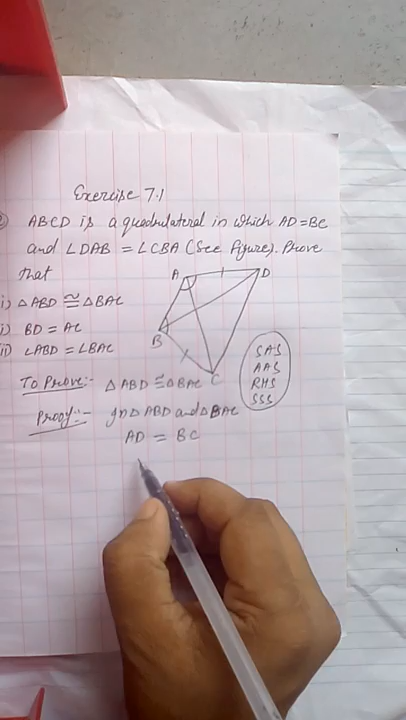 Exercise 7.1
ABCD is a quadrilateral in which AD = BC
and ∠DAB = ∠CBA (See figure). Prove
that
i) △ABD ≅ △BAC
i) BD = AC
ii) ∠ABD = ∠BAC
A
D
B
C
SAS
AAS
RHS
SSS
To Prove:- △ABD ≅ △BAC
Proof:- In △ABD and △BAC
AD = BC